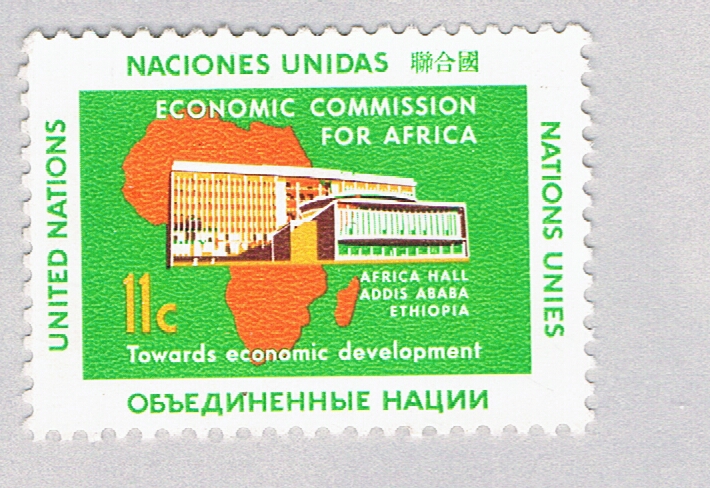 NACIONES UNIDAS 聯合國
UNITED NATIONS
ECONOMIC COMMISSION
FOR AFRICA
NATIONS UNIES
AFRICA HALL
ADDIS ABABA
ETHIOPIA
11c
Towards economic development
ОБЪЕДИНЕННЫЕ НАЦИИ